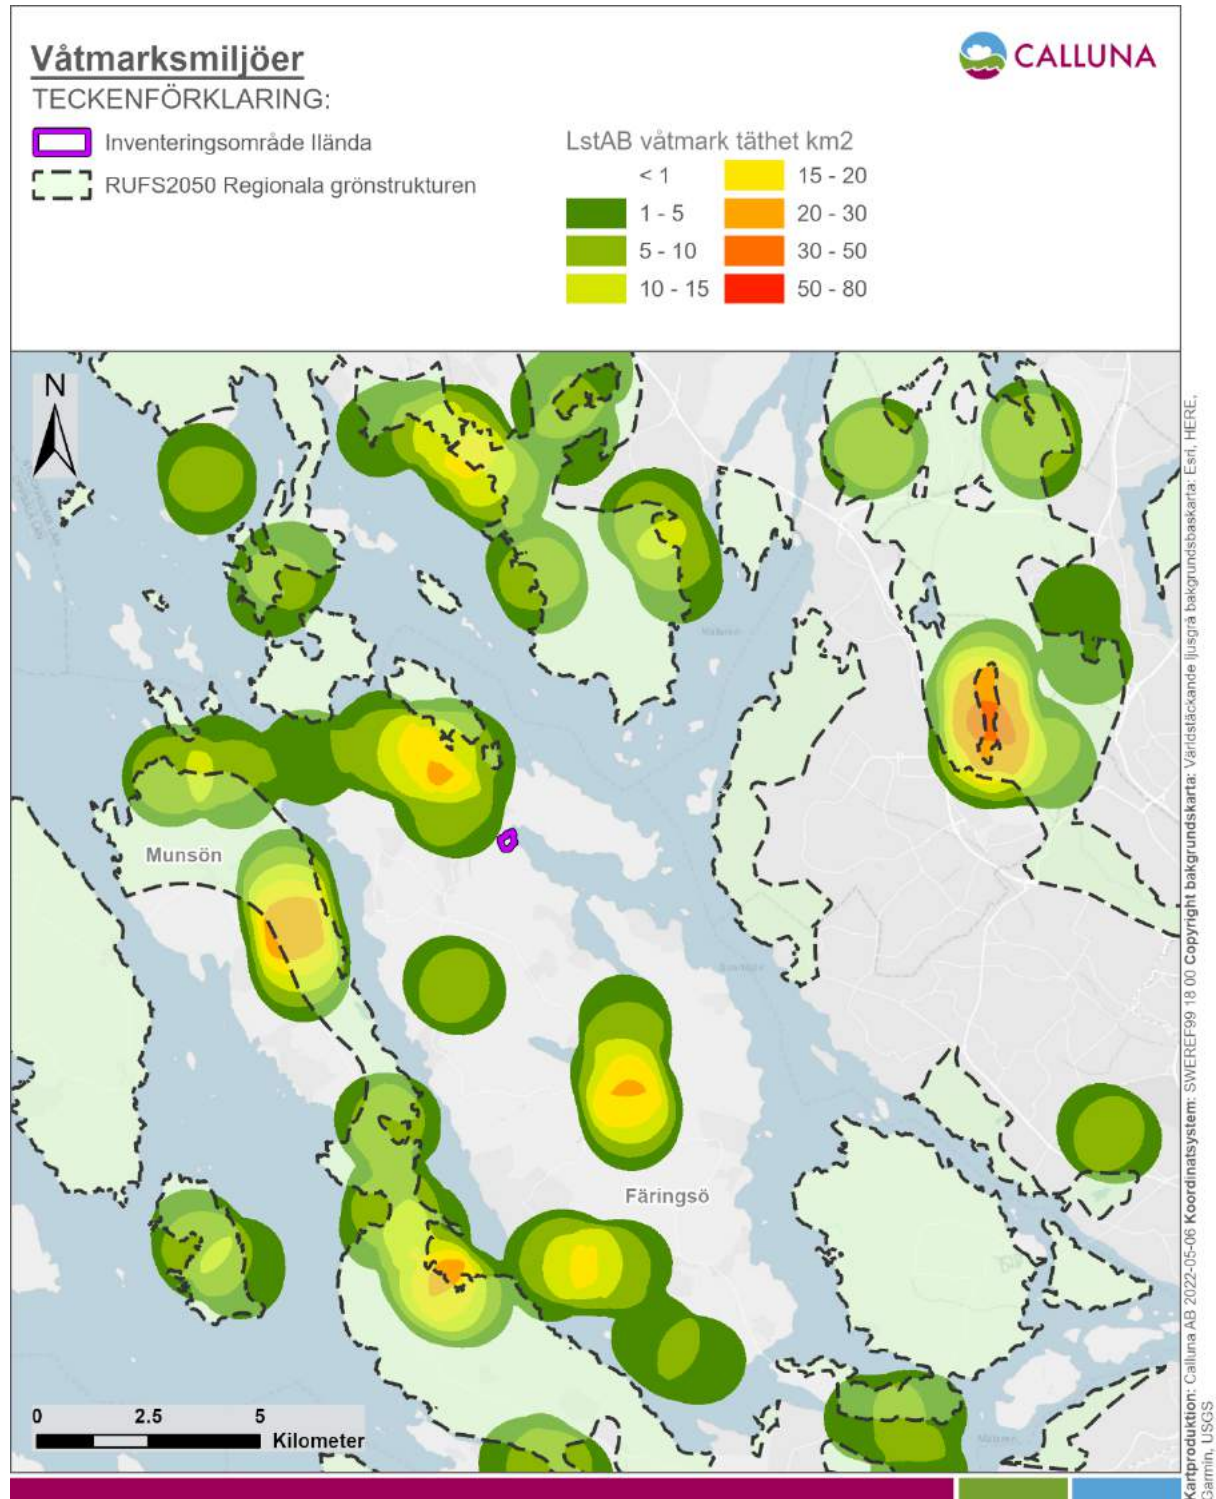 Våtmarksmiljöer
CALLUNA
TECKENFÖRKLARING:
Inventeringsområde Ilända
RUFS2050 Regionala grönstrukturen
LstAB våtmark täthet km2
< 1
1 - 5
5 - 10
10 - 15
15 - 20
20 - 30
30 - 50
50 - 80
N
Munsön
Färingsö
0 2.5 5
Kilometer
Kartproduktion: Calluna AB 2022-05-06 Koordinatsystem: SWEREF99 18 00 Copyright bakgrundskarta: Världstäckande ljusgrå bakgrundsbaskarta: Esri, HERE,
Garmin, USGS